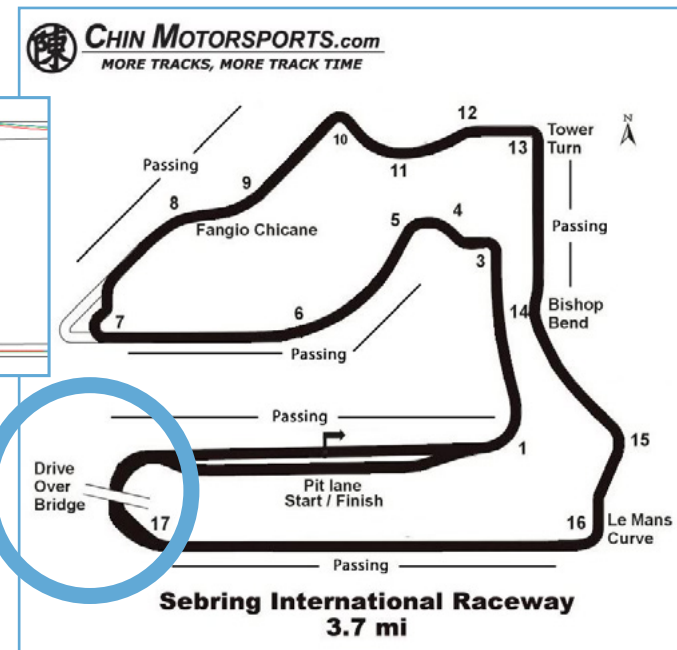 陳
CHIN MOTORSPORTS.com
MORE TRACKS, MORE TRACK TIME
N
12
Tower
Turn
13
10
11
Passing
9
8
Fangio Chicane
5
4
3
Passing
14
Bishop
Bend
7
6
Passing
Passing
1
15
Drive
Over
Bridge
Pit lane
Start / Finish
17
16
Le Mans
Curve
Passing
Sebring International Raceway
3.7 mi